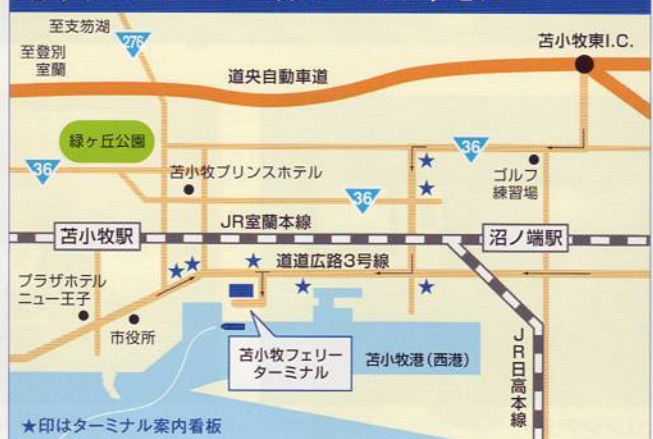 至支笏湖
276
至登別
室蘭
苫小牧東I.C.
道央自動車道
緑ヶ丘公園
36
36
苫小牧プリンスホテル
ゴルフ
練習場
36
JR室蘭本線
苫小牧駅
沼ノ端駅
道道広路3号線
プラザホテル
ニュー王子
市役所
苫小牧フェリー
ターミナル
苫小牧港(西港)
JR日高本線
★印はターミナル案内看板